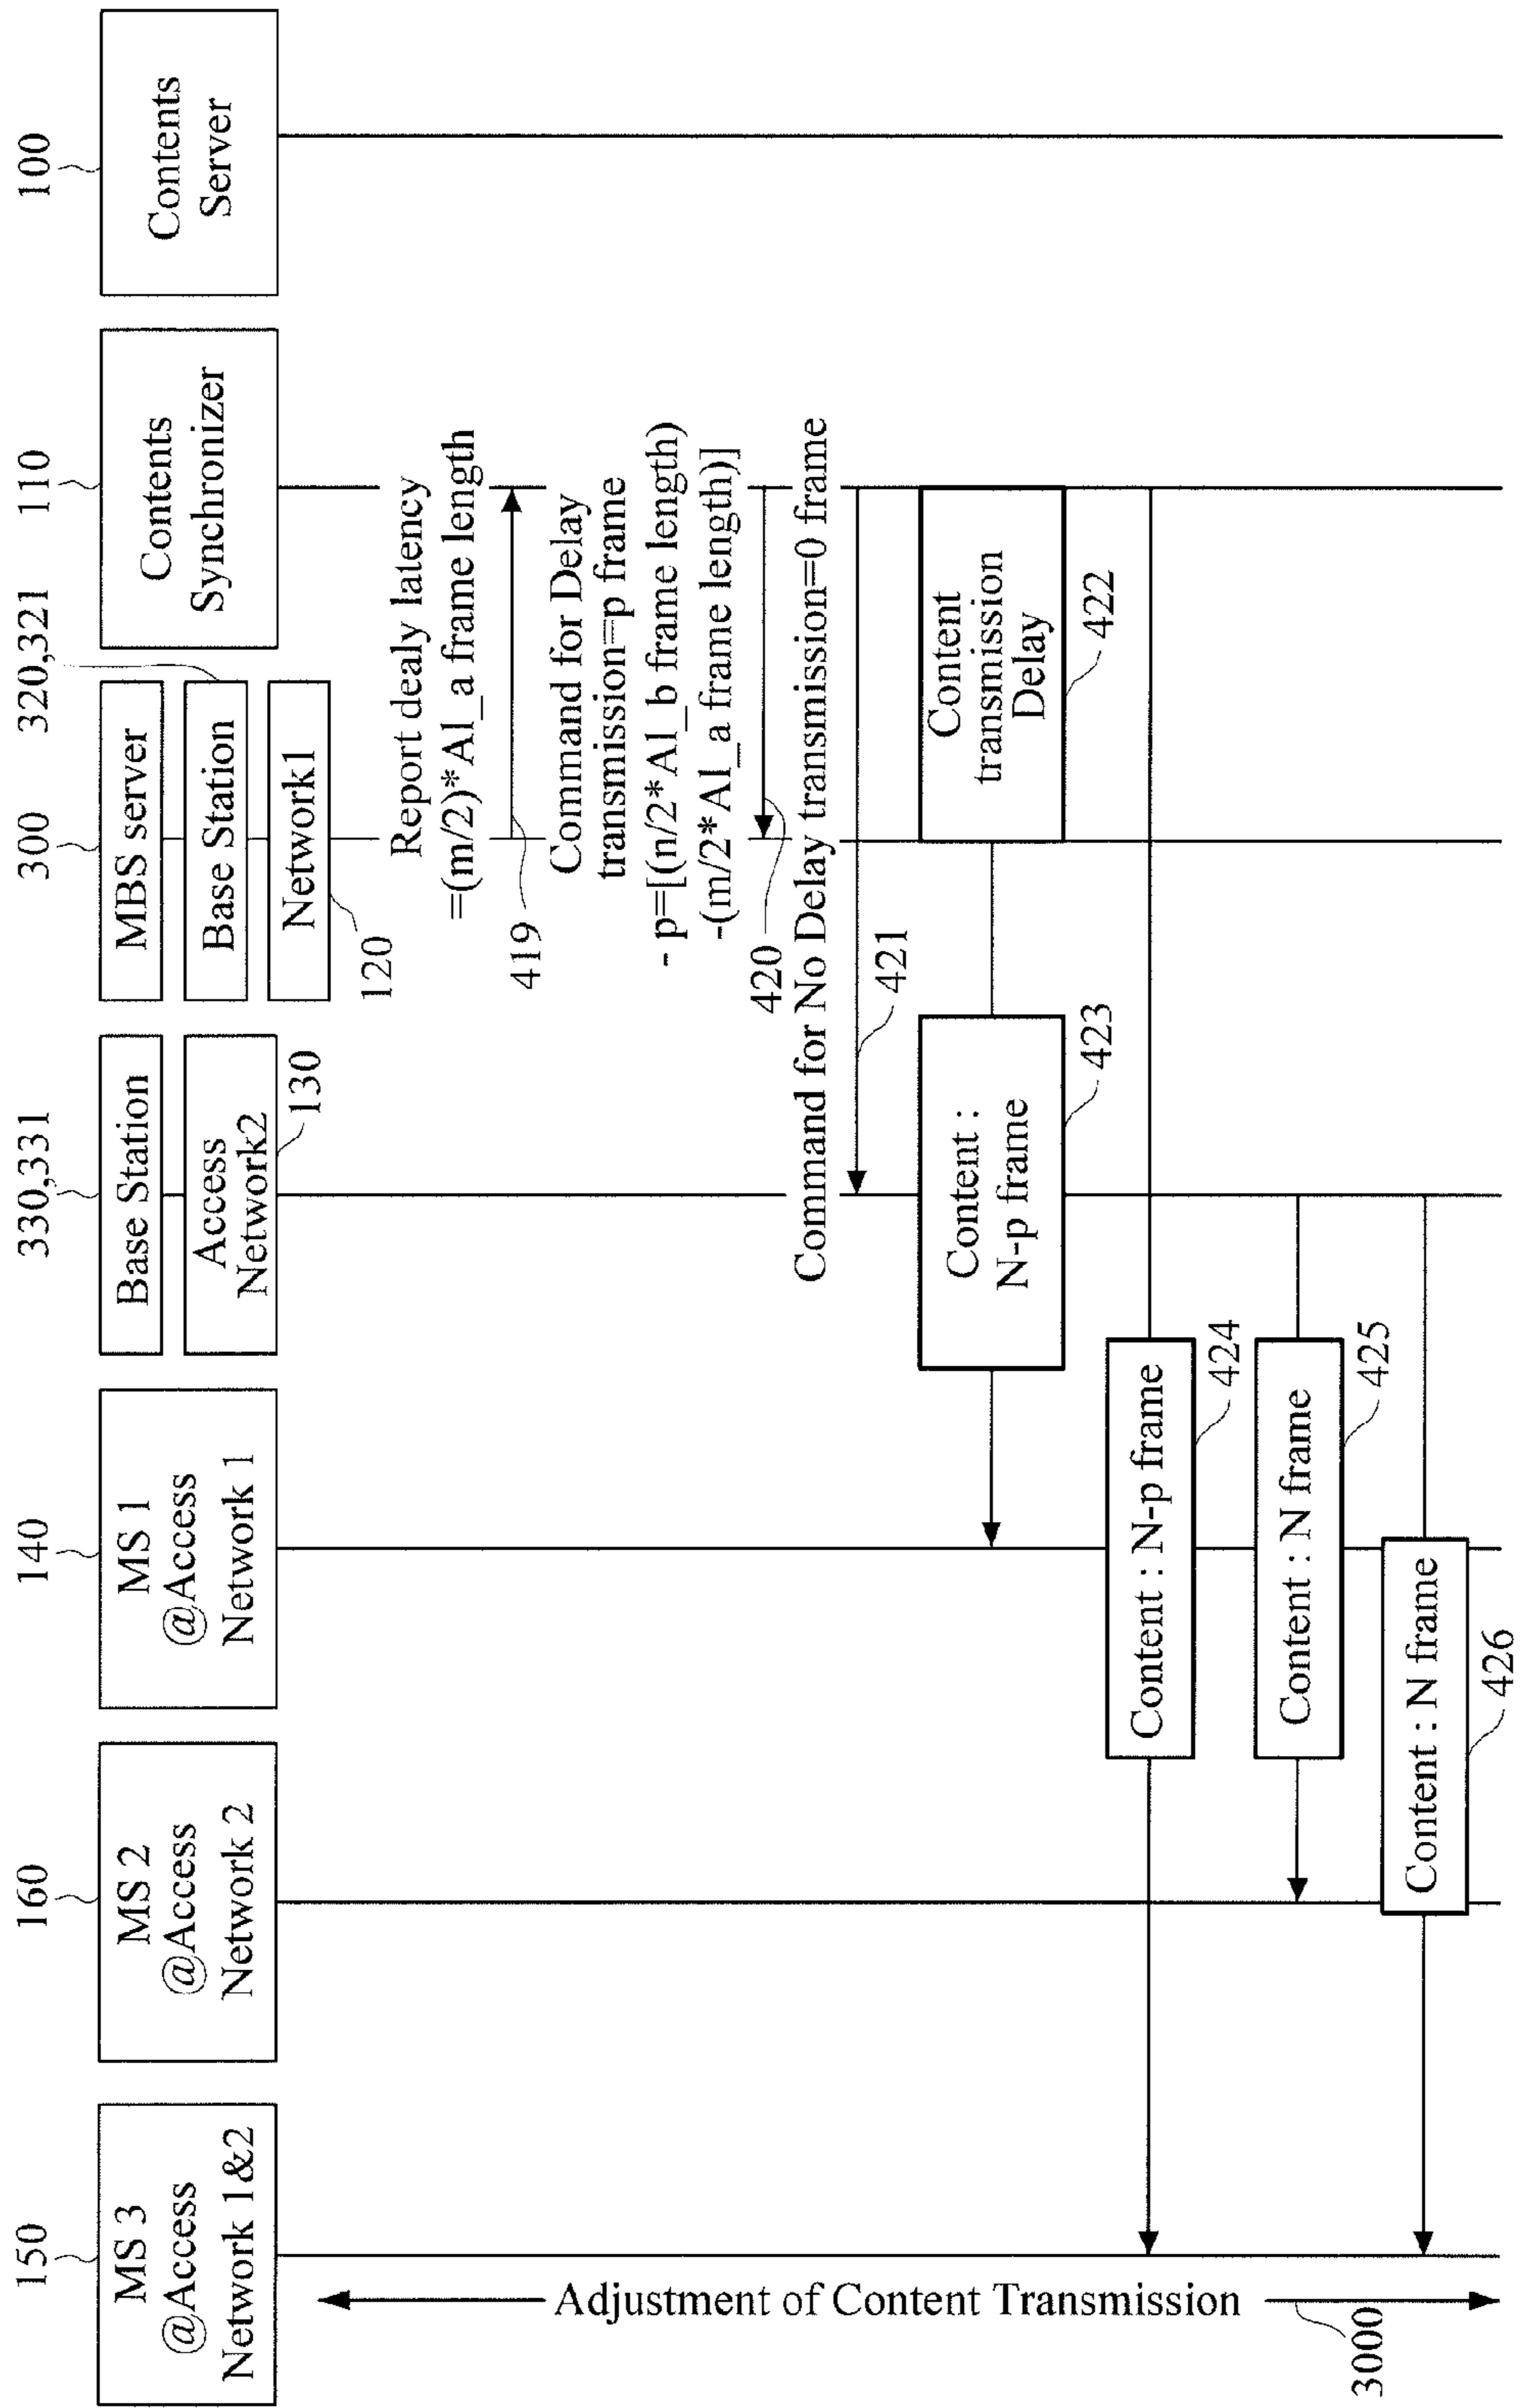 150
MS 3
@Access
Network 1&2
160
MS 2
@Access
Network 2
140
MS 1
@Access
Network 1
330,331
Base Station
Access
Network2
130
300
320,321
MBS server
Base Station
Network1
120
110
Contents
Synchronizer
100
Contents
Server
Report dealy latency
=(m/2)* Al_a frame length
419
Command for Delay
transmission=p frame
- p=[(n/2*Al_b frame length)
-(m/2*Al_a frame length)]
420
Command for No Delay transmission=0 frame
421
Content
transmission
Delay
422
Content :
N-p frame
423
Content : N-p frame
424
Content : N frame
425
Content : N frame
426
Adjustment of Content Transmission
3000